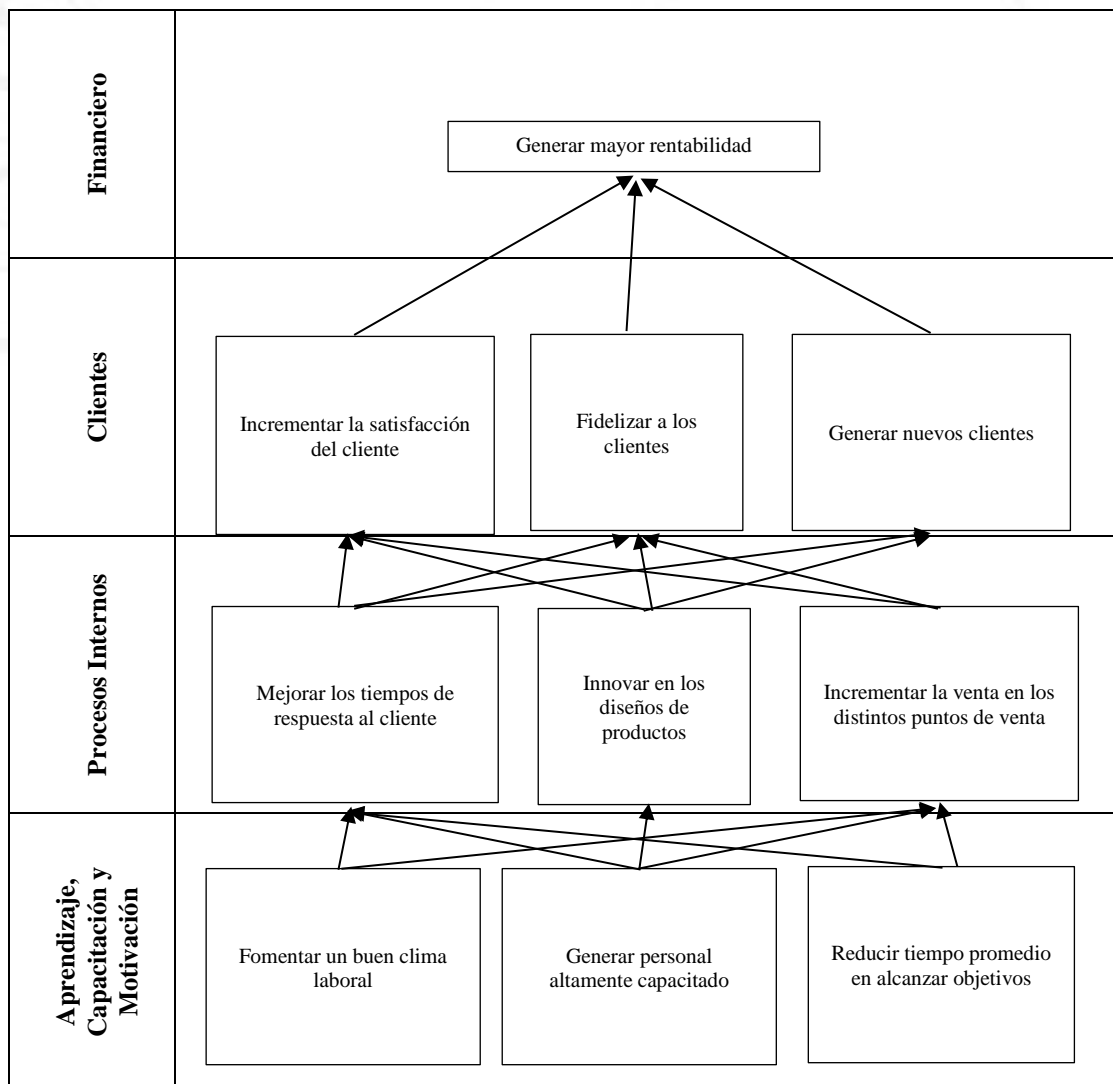 Financiero
Generar mayor rentabilidad
Clientes
Incrementar la satisfacción
del cliente
Fidelizar a los
clientes
Generar nuevos clientes
Procesos Internos
Mejorar los tiempos de
respuesta al cliente
Innovar en los
diseños de
productos
Incrementar la venta en los
distintos puntos de venta
Aprendizaje,
Capacitación y
Motivación
Fomentar un buen clima
laboral
Generar personal
altamente capacitado
Reducir tiempo promedio
en alcanzar objetivos